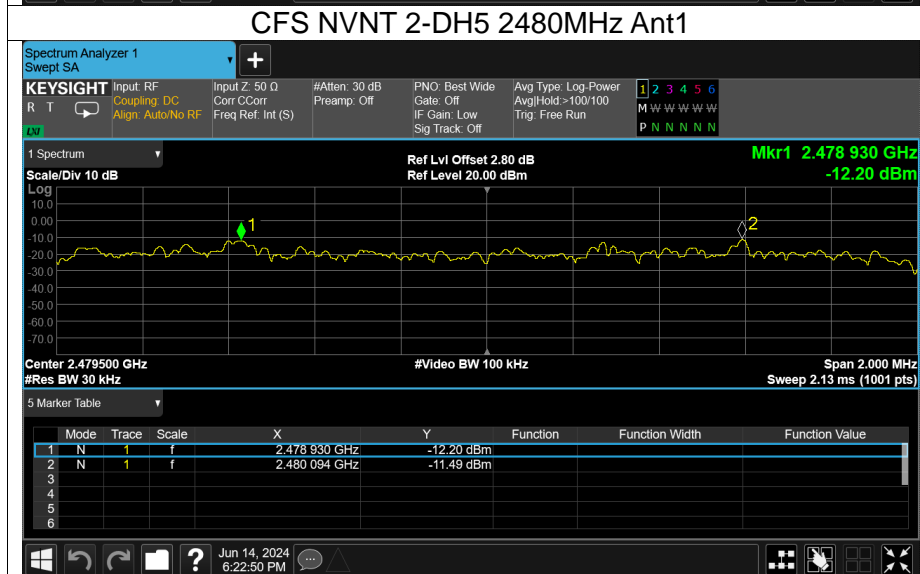 CFS NVNT 2-DH5 2480MHz Ant1
Spectrum Analyzer 1
Swept SA
+
KEYSIGHT Input: RF Input Z: 50 Ω #Atten: 30 dB PNO: Best Wide Avg Type: Log-Power 1 2 3 4 5 6
R T Coupling: DC Corr CCorr Preamp: Off Gate: Off Avg|Hold:>100/100 M W W W W W
Align: Auto/No RF Freq Ref: Int (S) IF Gain: Low Trig: Free Run
LXI Sig Track: Off P N N N N N
1 Spectrum Ref Lvl Offset 2.80 dB Mkr1 2.478 930 GHz
Scale/Div 10 dB Ref Level 20.00 dBm -12.20 dBm
Log
10.0
0.00 1 2
-10.0
-20.0
-30.0
-40.0
-50.0
-60.0
-70.0
Center 2.479500 GHz #Video BW 100 kHz Span 2.000 MHz
#Res BW 30 kHz Sweep 2.13 ms (1001 pts)
5 Marker Table
Mode Trace Scale X Y Function Function Width Function Value
1 N 1 f 2.478 930 GHz -12.20 dBm
2 N 1 f 2.480 094 GHz -11.49 dBm
3
4
5
6
? Jun 14, 2024
6:22:50 PM